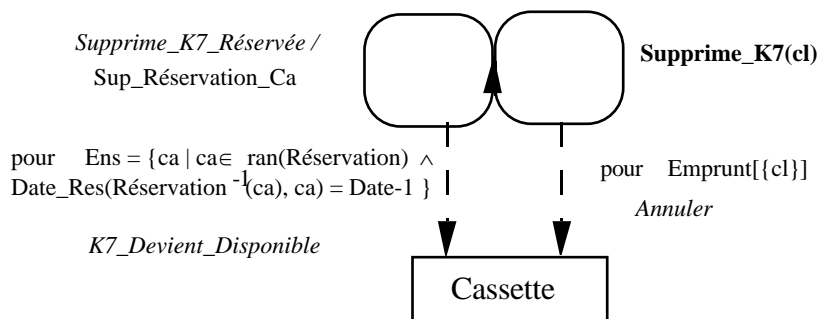 Supprime_K7_Réservée /
Sup_Réservation_Ca
Supprime_K7(cl)
pour Ens = {ca | ca∈ ran(Réservation) ∧
Date_Res(Réservation -1(ca), ca) = Date-1 }
pour Emprunt[{cl}]
Annuler
K7_Devient_Disponible
Cassette